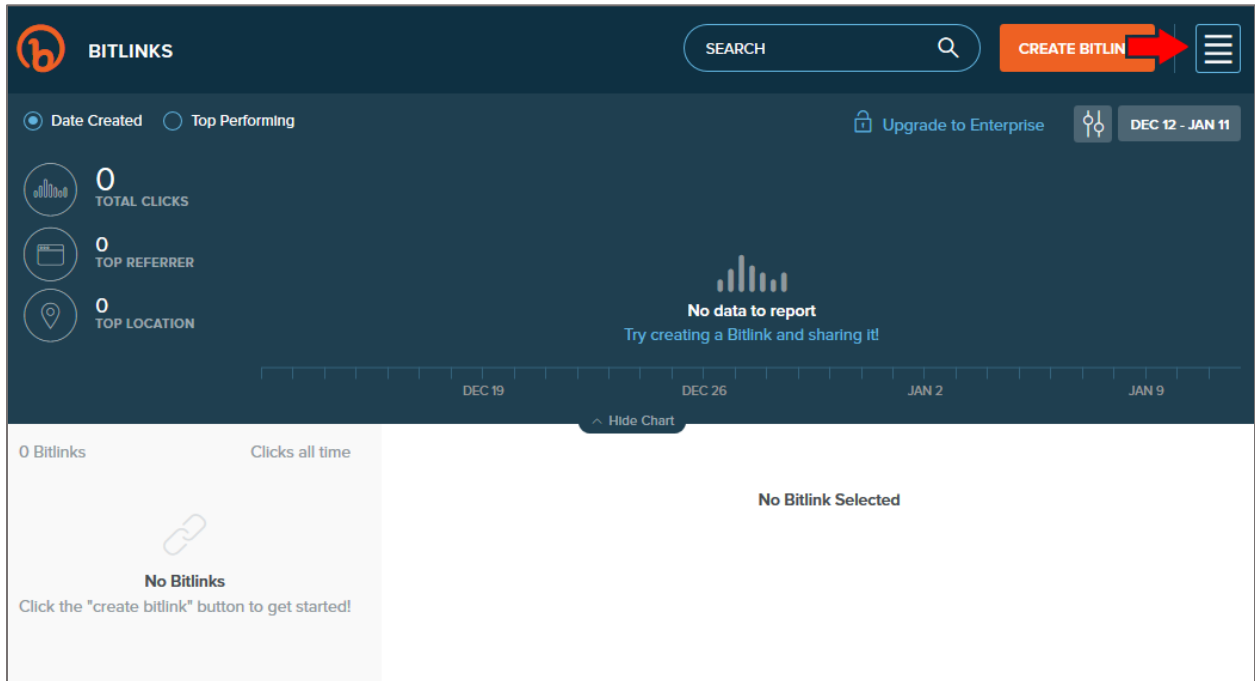 BITLINKS
SEARCH
CREATE BITLIN
Date Created
Top Performing
Upgrade to Enterprise
DEC 12 - JAN 11
0
TOTAL CLICKS
0
TOP REFERRER
0
TOP LOCATION
No data to report
Try creating a Bitlink and sharing it!
DEC 19
DEC 26
JAN 2
JAN 9
Hide Chart
0 Bitlinks
Clicks all time
No Bitlink Selected
No Bitlinks
Click the "create bitlink" button to get started!